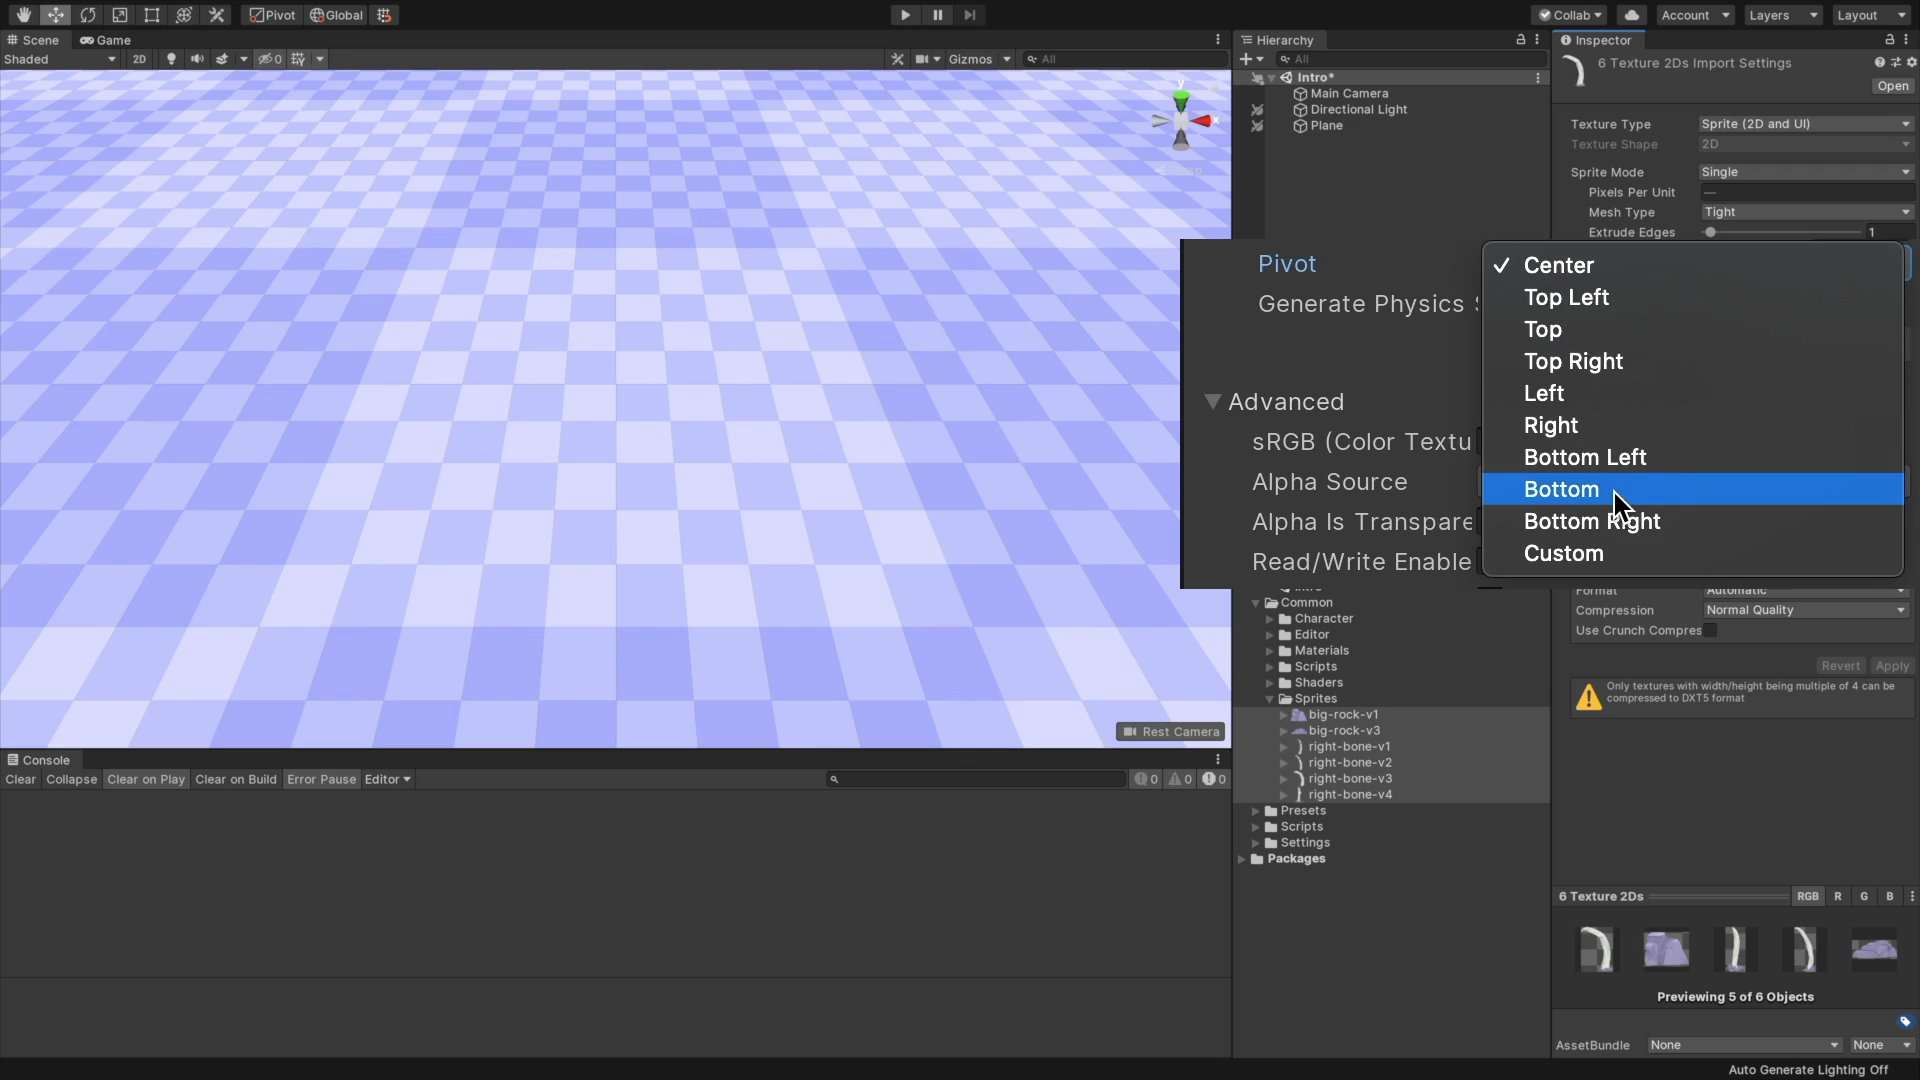 Pivot
Global
Collab
Account
Layers
Layout
Scene
Game
Shaded
2D
0
Gizmos
All
Hierarchy
All
Intro*
Main Camera
Directional Light
Plane
Inspector
6 Texture 2Ds Import Settings
Open
Texture Type
Sprite (2D and UI)
Texture Shape
2D
Sprite Mode
Single
Pixels Per Unit
—
Mesh Type
Tight
Extrude Edges
1
y
x
Pivot
Generate Physics
Advanced
sRGB (Color Textu
Alpha Source
Alpha Is Transpare
Read/Write Enable
✓ Center
Top Left
Top
Top Right
Left
Right
Bottom Left
Bottom
Bottom Right
Custom
Format
Automatic
Compression
Normal Quality
Use Crunch Compres
Revert
Apply
Only textures with width/height being multiple of 4 can be
compressed to DXT5 format
Intro
Common
Character
Editor
Materials
Scripts
Shaders
Sprites
big-rock-v1
big-rock-v3
right-bone-v1
right-bone-v2
right-bone-v3
right-bone-v4
Presets
Scripts
Settings
Packages
Rest Camera
Console
Clear
Collapse
Clear on Play
Clear on Build
Error Pause
Editor
0
0
0
6 Texture 2Ds
RGB
R
G
B
Previewing 5 of 6 Objects
AssetBundle
None
None
Auto Generate Lighting Off